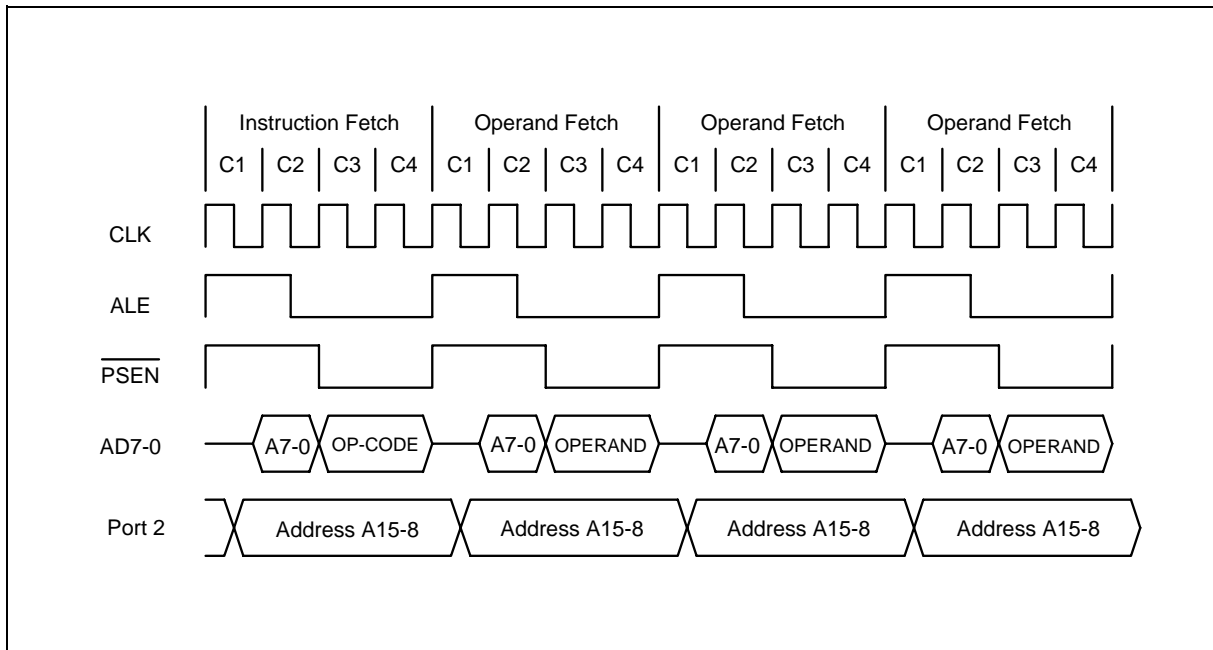 Instruction Fetch Operand Fetch Operand Fetch Operand Fetch
C1 C2 C3 C4 C1 C2 C3 C4 C1 C2 C3 C4 C1 C2 C3 C4
CLK
ALE
PSEN
AD7-0 A7-0 OP-CODE A7-0 OPERAND A7-0 OPERAND A7-0 OPERAND
Port 2 Address A15-8 Address A15-8 Address A15-8 Address A15-8